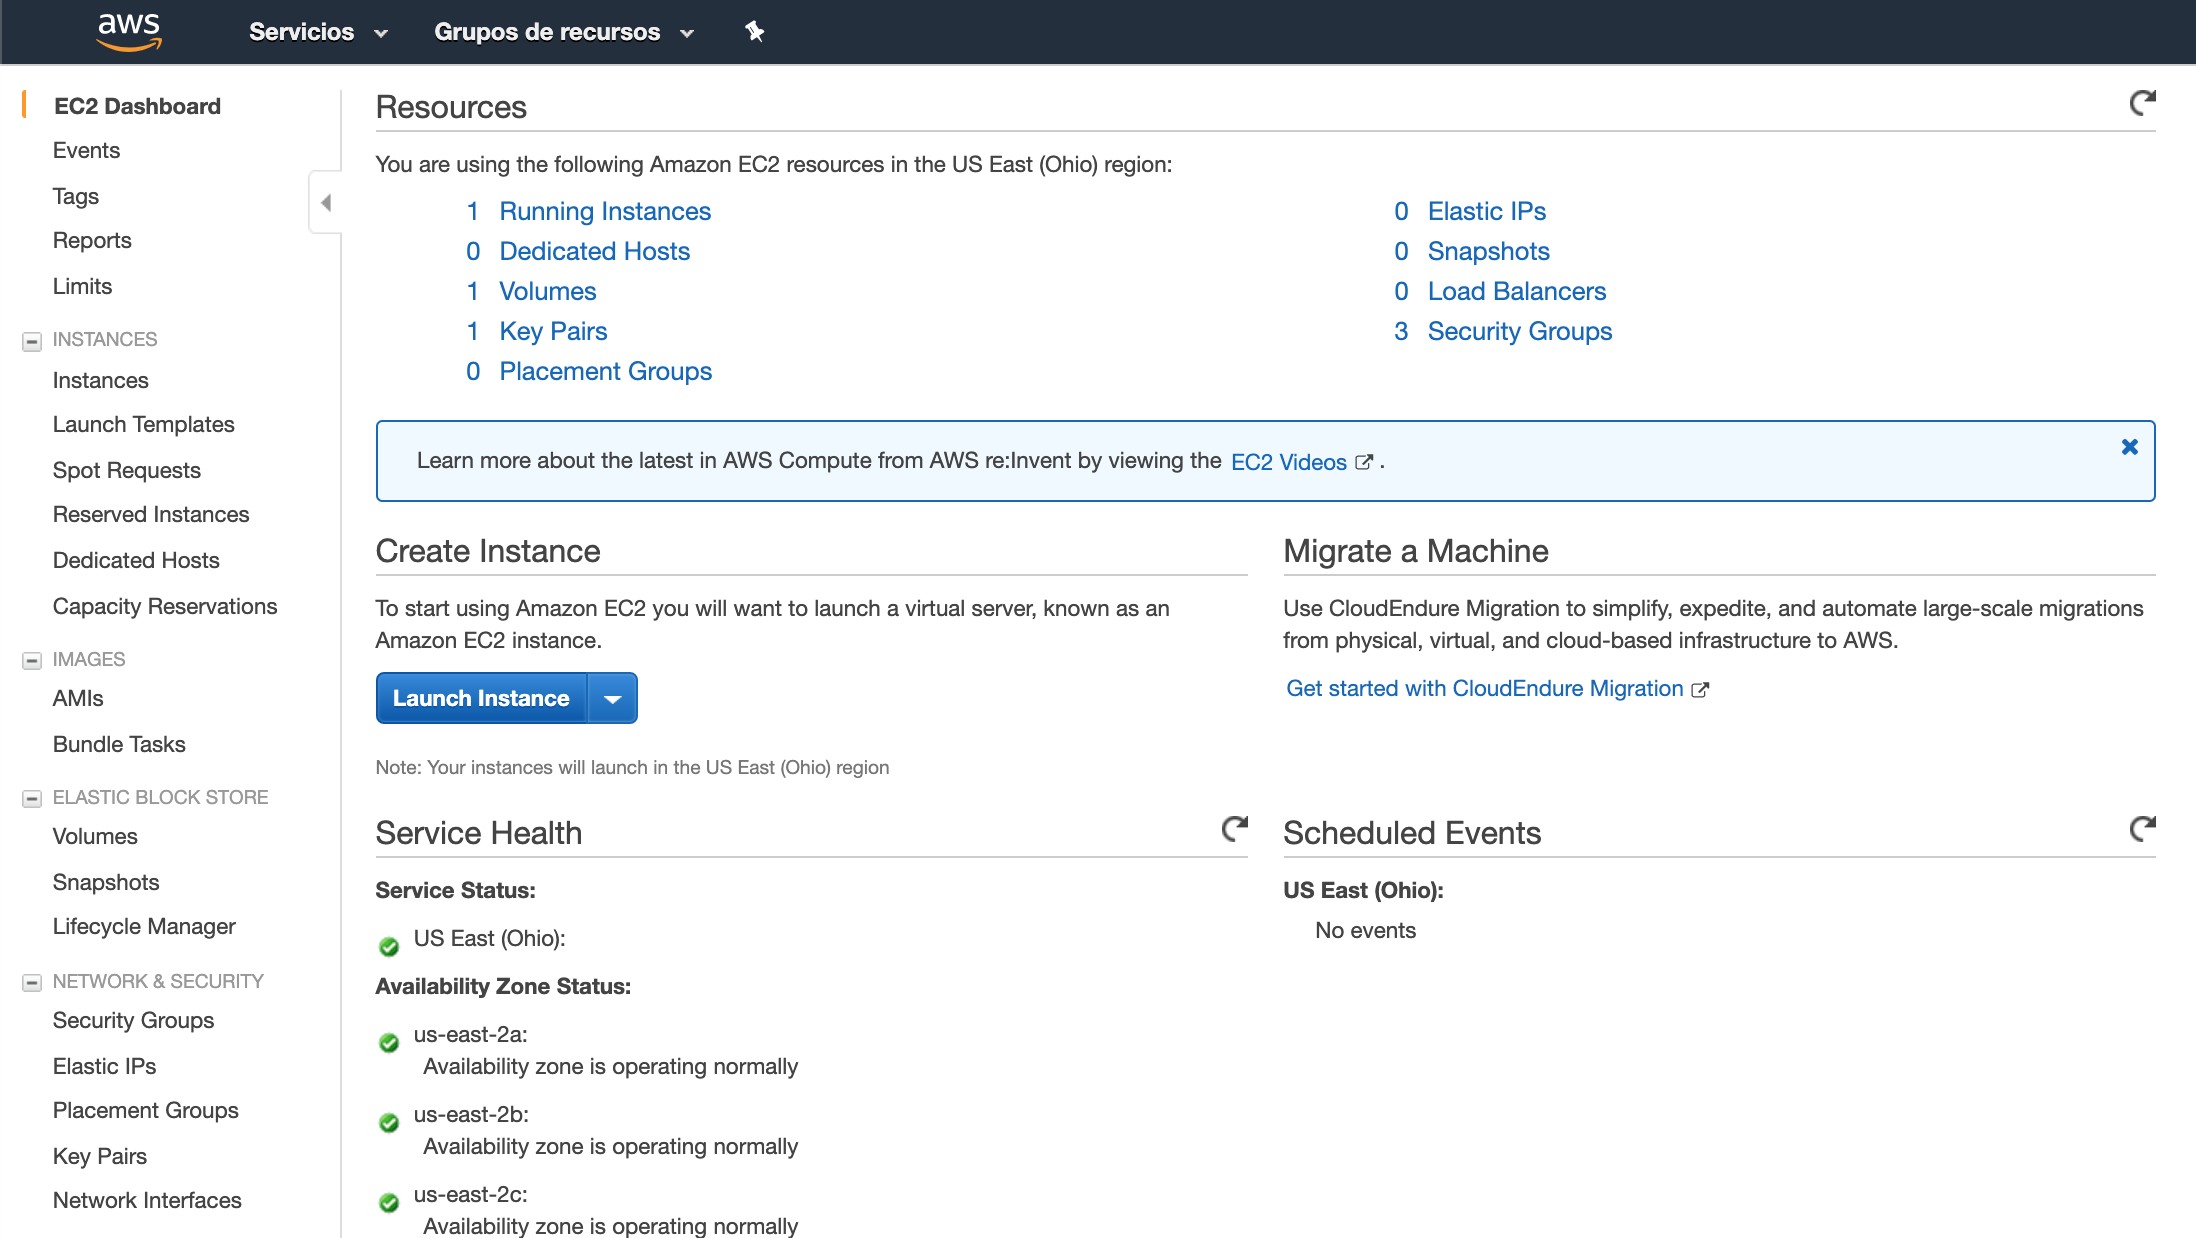 aws
Servicios
Grupos de recursos
EC2 Dashboard
Events
Tags
Reports
Limits
INSTANCES
Instances
Launch Templates
Spot Requests
Reserved Instances
Dedicated Hosts
Capacity Reservations
IMAGES
AMIs
Bundle Tasks
ELASTIC BLOCK STORE
Volumes
Snapshots
Lifecycle Manager
NETWORK & SECURITY
Security Groups
Elastic IPs
Placement Groups
Key Pairs
Network Interfaces
Resources
You are using the following Amazon EC2 resources in the US East (Ohio) region:
1 Running Instances
0 Dedicated Hosts
1 Volumes
1 Key Pairs
0 Placement Groups
0 Elastic IPs
0 Snapshots
0 Load Balancers
3 Security Groups
Learn more about the latest in AWS Compute from AWS re:Invent by viewing the EC2 Videos .
Create Instance
To start using Amazon EC2 you will want to launch a virtual server, known as an
Amazon EC2 instance.
Launch Instance
Note: Your instances will launch in the US East (Ohio) region
Migrate a Machine
Use CloudEndure Migration to simplify, expedite, and automate large-scale migrations
from physical, virtual, and cloud-based infrastructure to AWS.
Get started with CloudEndure Migration
Service Health
Service Status:
US East (Ohio):
Availability Zone Status:
us-east-2a:
Availability zone is operating normally
us-east-2b:
Availability zone is operating normally
us-east-2c:
Availability zone is operating normally
Scheduled Events
US East (Ohio):
No events